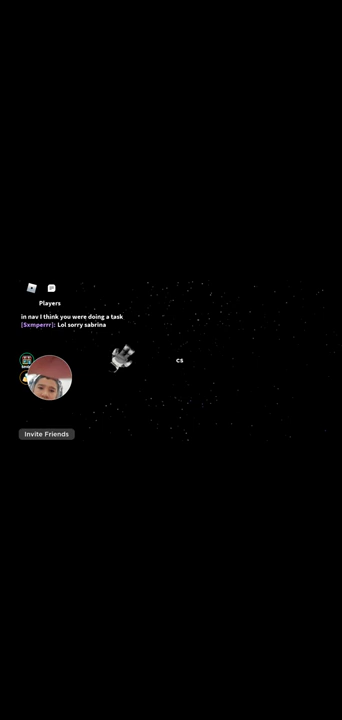 Players
in nav I think you were doing a task
[Sxmperrr]: Lol sorry sabrina
cs
Invite Friends